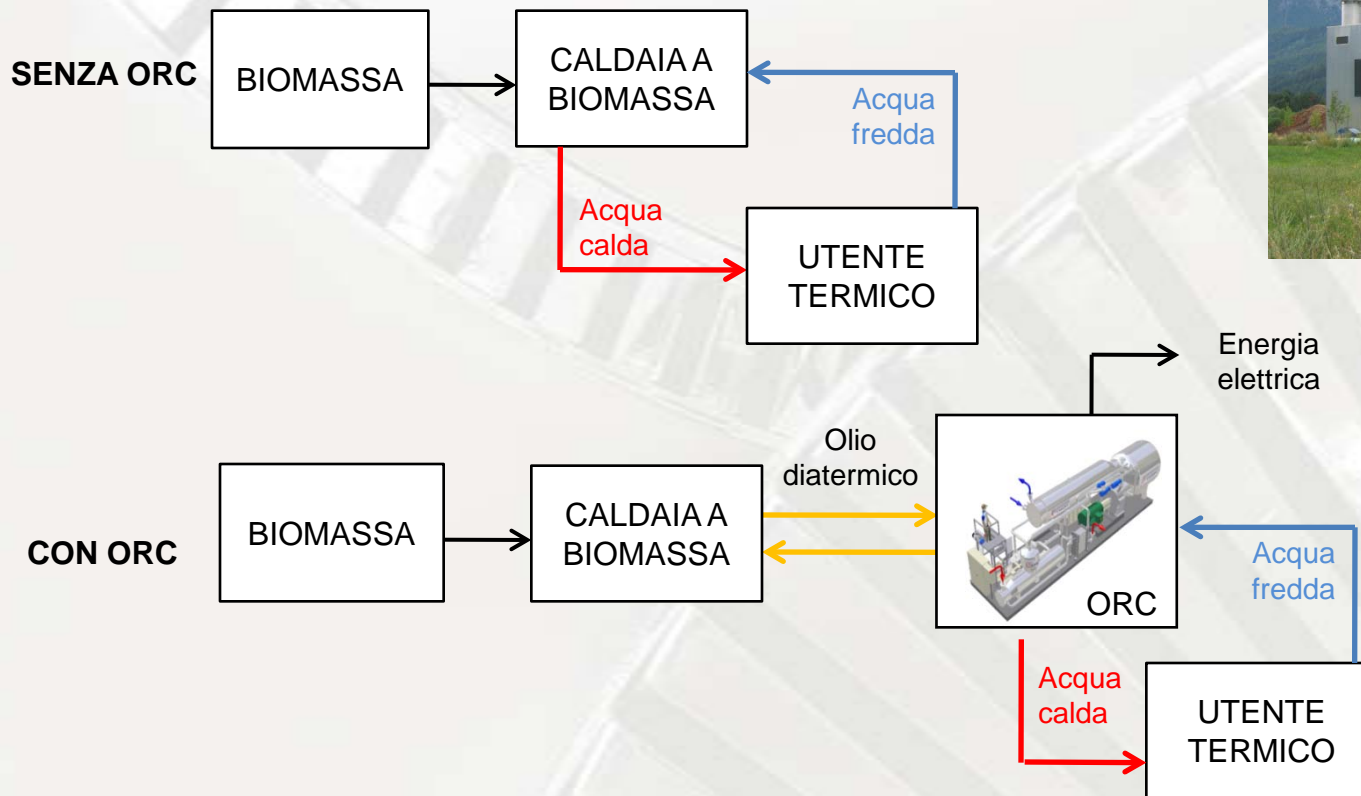 SENZA ORC
BIOMASSA
CALDAIA A
BIOMASSA
Acqua
fredda
Acqua
calda
UTENTE
TERMICO
Energia
elettrica
CON ORC
BIOMASSA
CALDAIA A
BIOMASSA
Olio
diatermico
ORC
Acqua
fredda
Acqua
calda
UTENTE
TERMICO